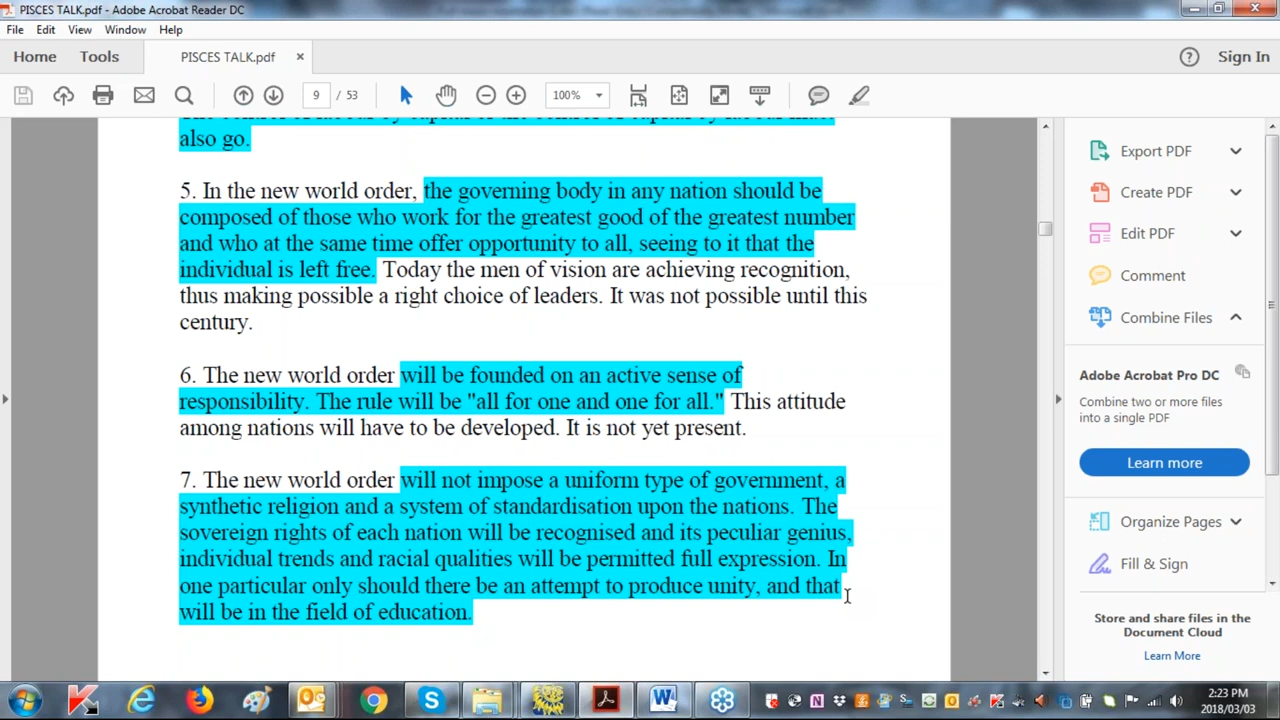 PISCES TALK.pdf - Adobe Acrobat Reader DC
File Edit View Window Help
Home Tools PISCES TALK.pdf × ? Sign In
9 / 53 100%
also go.
5. In the new world order, the governing body in any nation should be
composed of those who work for the greatest good of the greatest number
and who at the same time offer opportunity to all, seeing to it that the
individual is left free. Today the men of vision are achieving recognition,
thus making possible a right choice of leaders. It was not possible until this
century.
6. The new world order will be founded on an active sense of
responsibility. The rule will be "all for one and one for all." This attitude
among nations will have to be developed. It is not yet present.
7. The new world order will not impose a uniform type of government, a
synthetic religion and a system of standardisation upon the nations. The
sovereign rights of each nation will be recognised and its peculiar genius,
individual trends and racial qualities will be permitted full expression. In
one particular only should there be an attempt to produce unity, and that
will be in the field of education.
Export PDF
Create PDF
Edit PDF
Comment
Combine Files
Adobe Acrobat Pro DC
Combine two or more files
into a single PDF
Learn more
Organize Pages
Fill & Sign
Store and share files in the
Document Cloud
Learn More
2:23 PM
2018/03/03